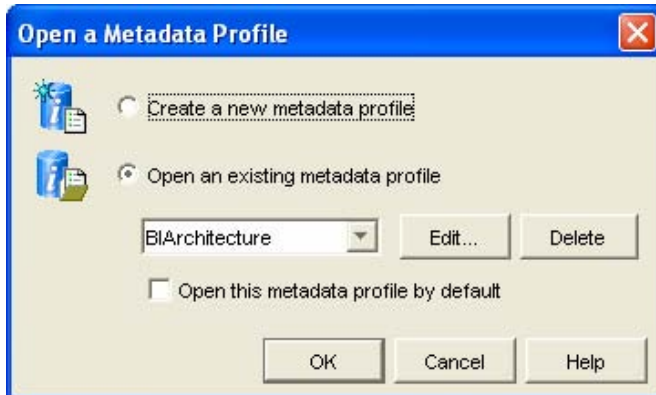 Open a Metadata Profile
Create a new metadata profile
Open an existing metadata profile
BIArchitecture Edit... Delete
Open this metadata profile by default
OK Cancel Help